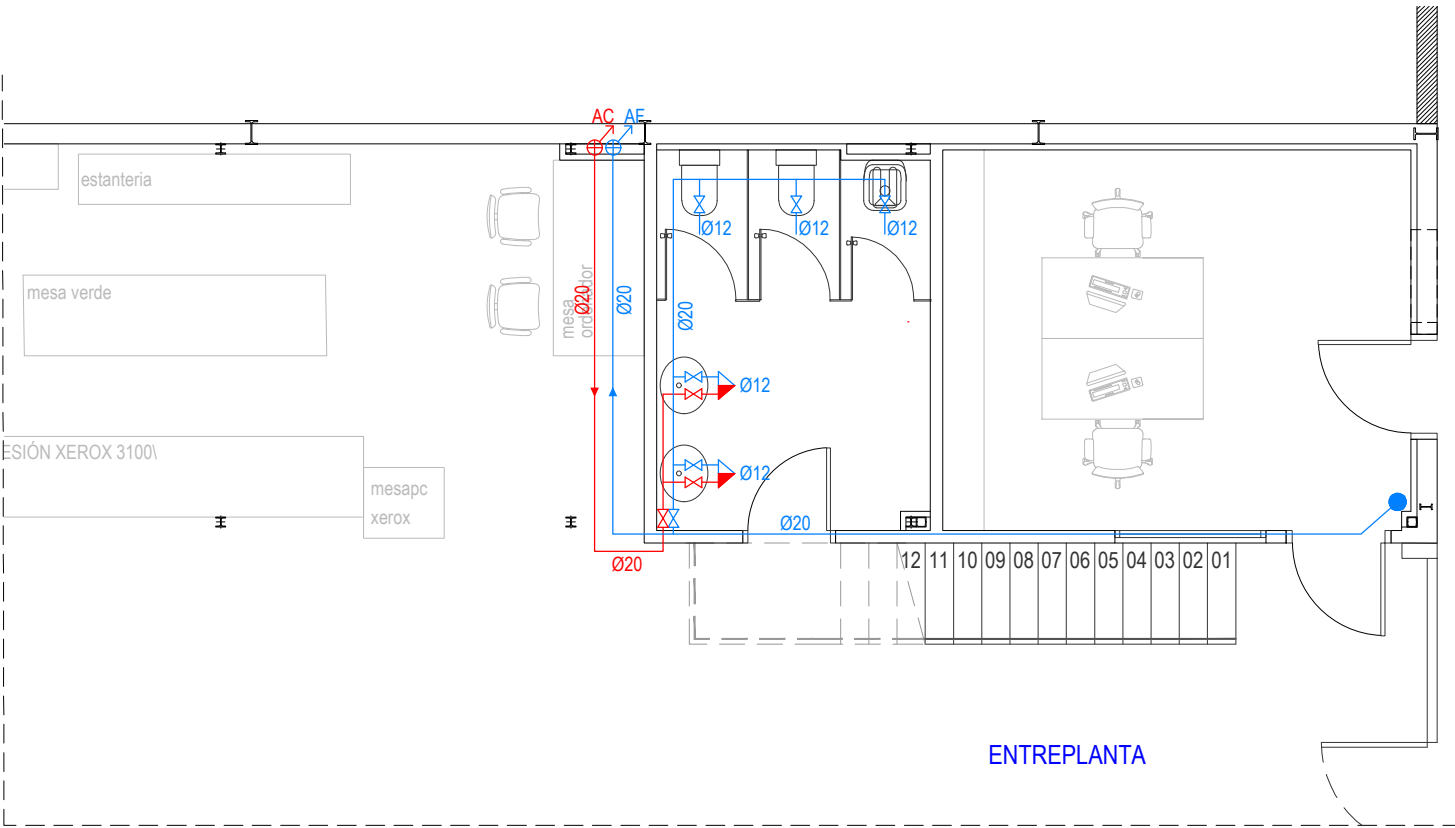 AC AF
estanteria
Ø12 Ø12 Ø12
mesa verde
mesa
ordenador
Ø20
Ø20
Ø20
Ø12
ESIÓN XEROX 3100\
mesapc
xerox
Ø12
Ø20
Ø20
12 11 10 09 08 07 06 05 04 03 02 01
ENTREPLANTA